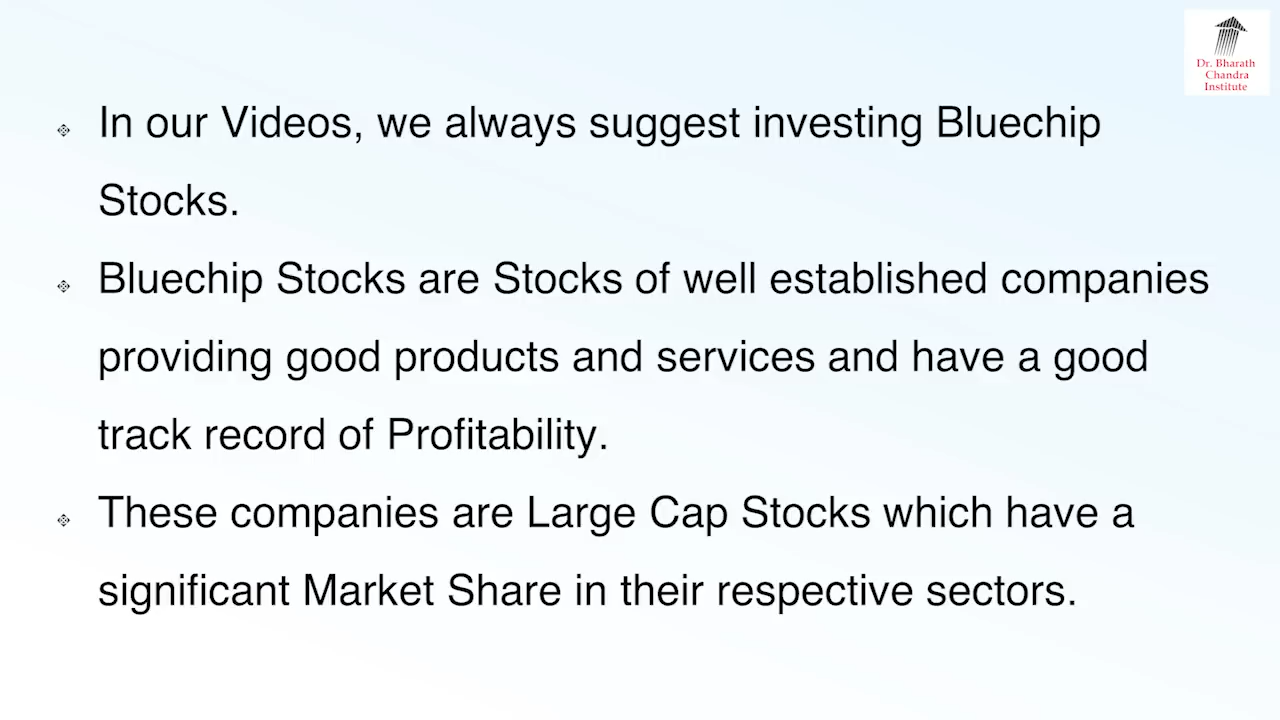 Dr. Bharath
Chandra
Institute
In our Videos, we always suggest investing Bluechip
Stocks.
Bluechip Stocks are Stocks of well established companies
providing good products and services and have a good
track record of Profitability.
These companies are Large Cap Stocks which have a
significant Market Share in their respective sectors.